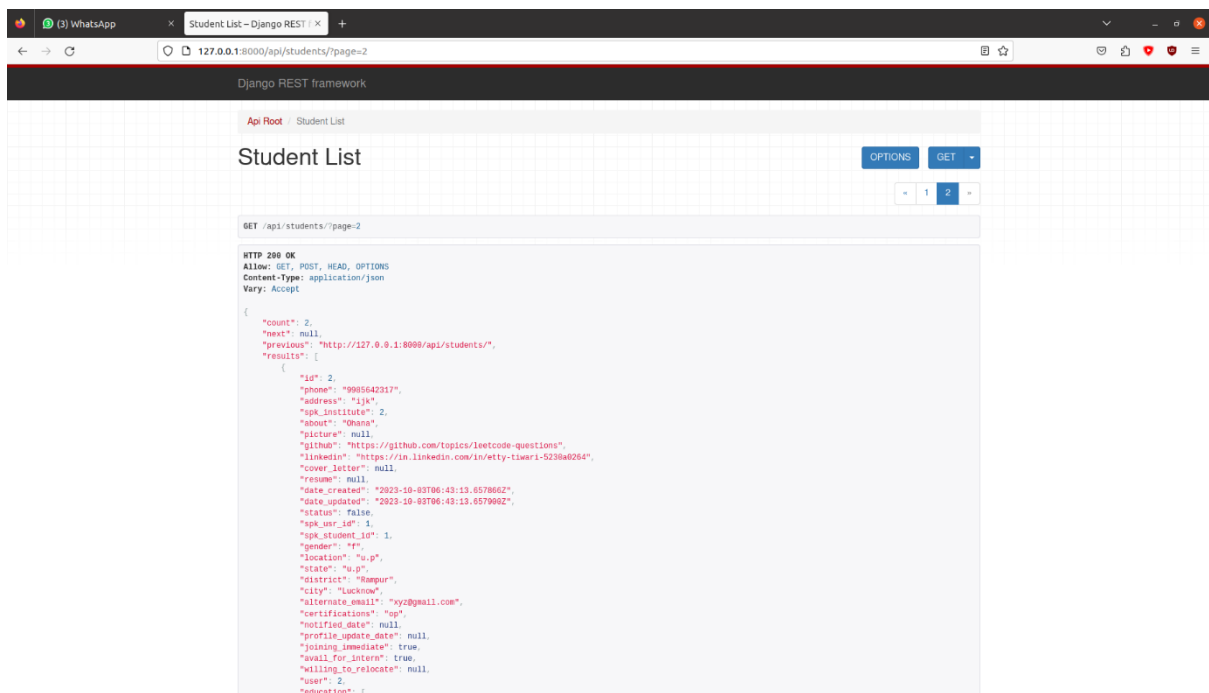 (3) WhatsApp
Student List – Django REST f
127.0.0.1:8000/api/students/?page=2
Django REST framework
Api Root / Student List
Student List
OPTIONS
GET
« 1 2 »
GET /api/students/?page=2
HTTP 200 OK
Allow: GET, POST, HEAD, OPTIONS
Content-Type: application/json
Vary: Accept
{
"count": 2,
"next": null,
"previous": "http://127.0.0.1:8000/api/students/",
"results": [
{
"id": 2,
"phone": "9985642317",
"address": "ijk",
"spk_institute": 2,
"about": "Ohana",
"picture": null,
"github": "https://github.com/topics/leetcode-questions",
"linkedin": "https://in.linkedin.com/in/etty-tiwari-5230a0264",
"cover_letter": null,
"resume": null,
"date_created": "2023-10-03T06:43:13.657866Z",
"date_updated": "2023-10-03T06:43:13.657900Z",
"status": false,
"spk_usr_id": 1,
"spk_student_id": 1,
"gender": "f",
"location": "u.p",
"state": "u.p",
"district": "Rampur",
"city": "Lucknow",
"alternate_email": "xyz@gmail.com",
"certifications": "op",
"notified_date": null,
"profile_update_date": null,
"joining_immediate": true,
"avail_for_intern": true,
"willing_to_relocate": null,
"user": 2,
"education": [